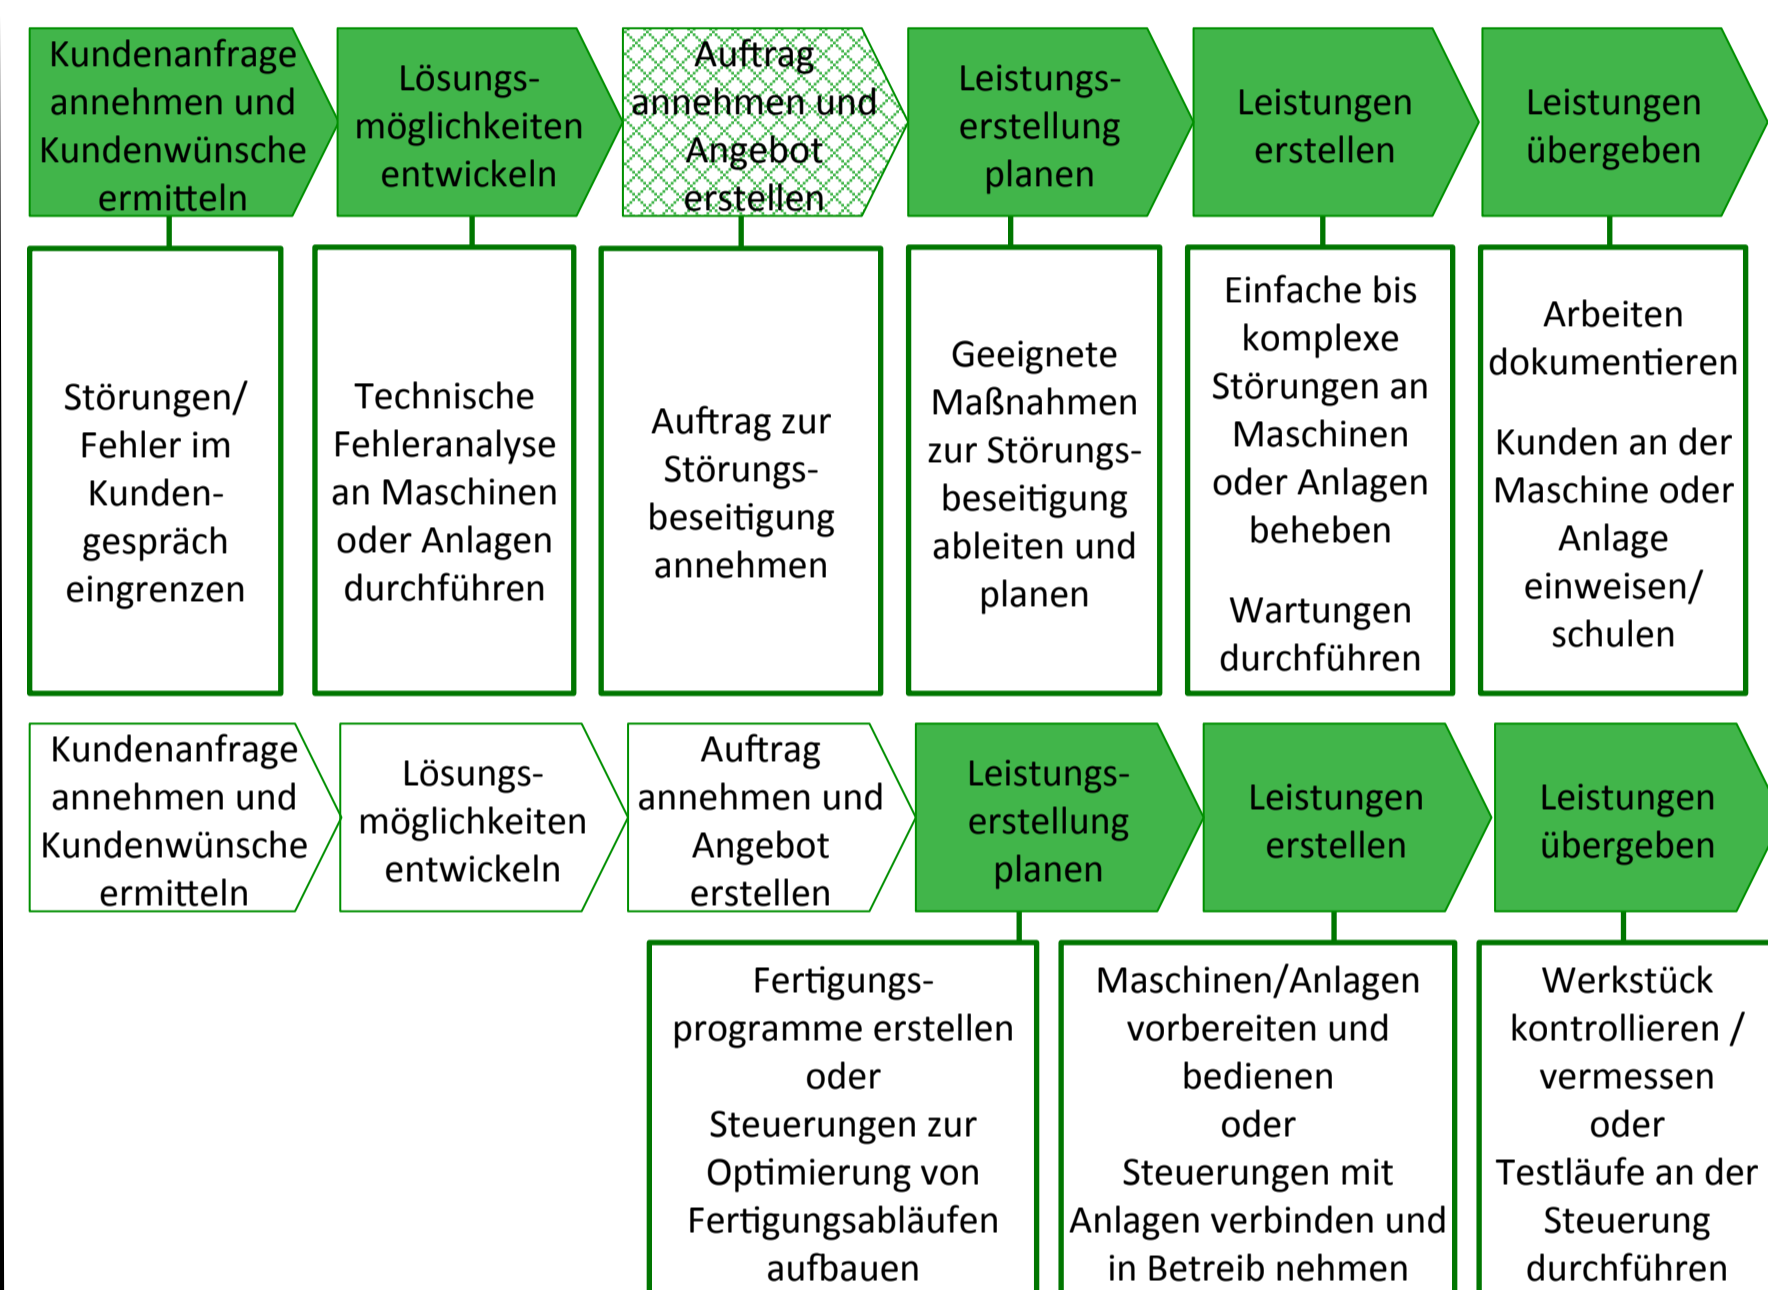 Kundenanfrage
annehmen und
Kundenwünsche
ermitteln
Lösungs-
möglichkeiten
entwickeln
Auftrag
annehmen und
Angebot
erstellen
Leistungs-
erstellung
planen
Leistungen
erstellen
Leistungen
übergeben
Störungen/
Fehler im
Kunden-
gespräch
eingrenzen
Technische
Fehleranalyse
an Maschinen
oder Anlagen
durchführen
Auftrag zur
Störungs-
beseitigung
annehmen
Geeignete
Maßnahmen
zur Störungs-
beseitigung
ableiten und
planen
Einfache bis
komplexe
Störungen an
Maschinen
oder Anlagen
beheben
Wartungen
durchführen
Arbeiten
dokumentieren
Kunden an der
Maschine oder
Anlage
einweisen/
schulen
Kundenanfrage
annehmen und
Kundenwünsche
ermitteln
Lösungs-
möglichkeiten
entwickeln
Auftrag
annehmen und
Angebot
erstellen
Leistungs-
erstellung
planen
Leistungen
erstellen
Leistungen
übergeben
Fertigungs-
programme erstellen
oder
Steuerungen zur
Optimierung von
Fertigungsabläufen
aufbauen
Maschinen/Anlagen
vorbereiten und
bedienen
oder
Steuerungen mit
Anlagen verbinden und
in Betreib nehmen
Werkstück
kontrollieren /
vermessen
oder
Testläufe an der
Steuerung
durchführen